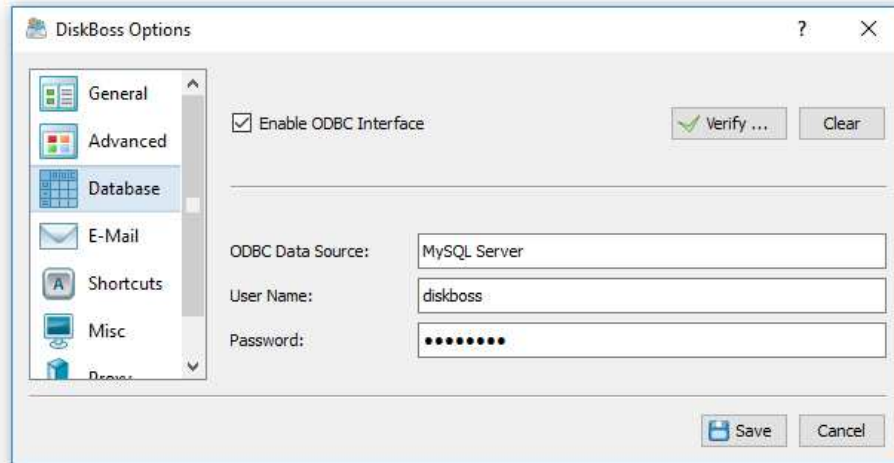 DiskBoss Options
General
Advanced
Database
E-Mail
Shortcuts
Misc
Proxy
Enable ODBC Interface
Verify ...
Clear
ODBC Data Source:
MySQL Server
User Name:
diskboss
Password:
••••••••
Save
Cancel